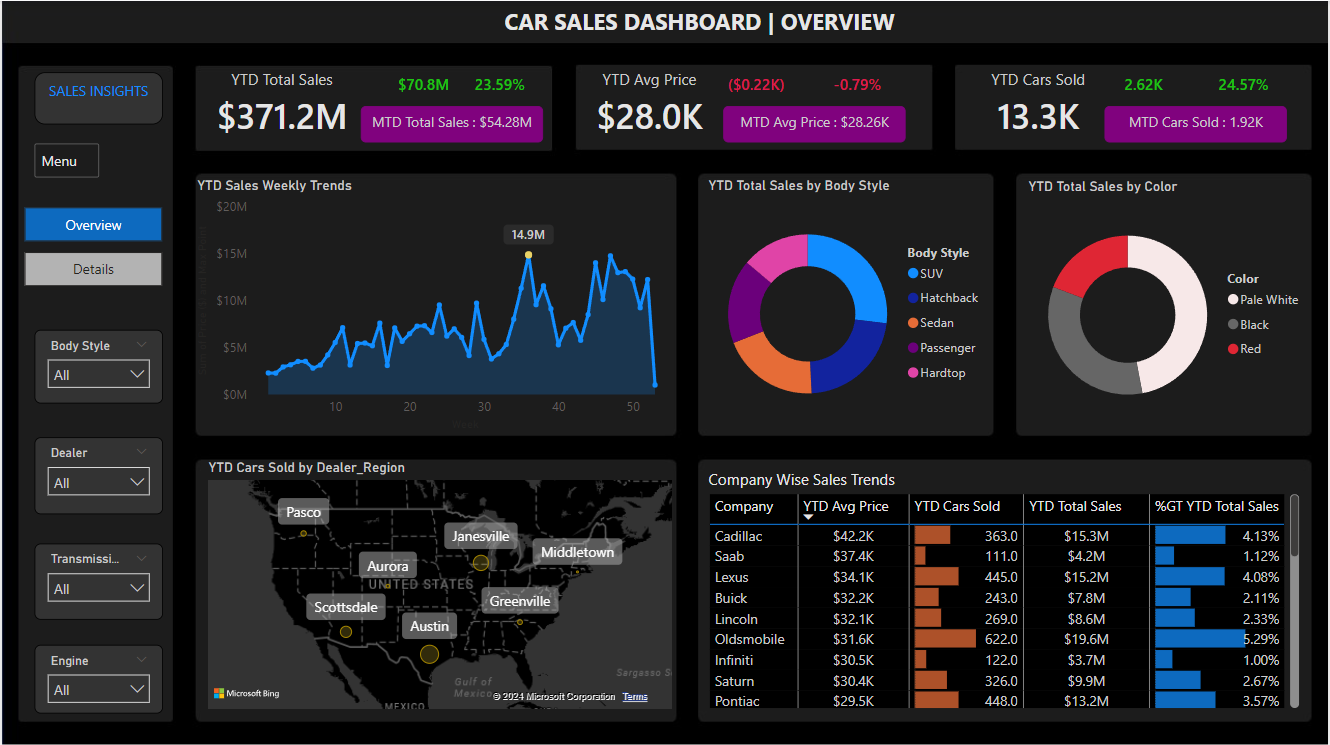 CAR SALES DASHBOARD | OVERVIEW
SALES INSIGHTS
Menu
Overview
Details
Body Style
All
Dealer
All
Transmissi...
All
Engine
All
YTD Total Sales
$70.8M 23.59%
$371.2M
MTD Total Sales : $54.28M
YTD Avg Price
($0.22K) -0.79%
$28.0K
MTD Avg Price : $28.26K
YTD Cars Sold
2.62K 24.57%
13.3K
MTD Cars Sold : 1.92K
YTD Sales Weekly Trends
$20M
$15M
$10M
$5M
$0M
14.9M
10 20 30 40 50
Week
YTD Total Sales by Body Style
Body Style
SUV
Hatchback
Sedan
Passenger
Hardtop
YTD Total Sales by Color
Color
Pale White
Black
Red
YTD Cars Sold by Dealer_Region
Pasco
Janesville
Middletown
Aurora
UNITED STATES
Scottsdale
Greenville
Austin
Gulf of
Mexico
MEXICO
Sargasso S
Microsoft Bing
© 2024 Microsoft Corporation Terms
Company Wise Sales Trends
Company YTD Avg Price YTD Cars Sold YTD Total Sales %GT YTD Total Sales
Cadillac $42.2K 363.0 $15.3M 4.13%
Saab $37.4K 111.0 $4.2M 1.12%
Lexus $34.1K 445.0 $15.2M 4.08%
Buick $32.2K 243.0 $7.8M 2.11%
Lincoln $32.1K 269.0 $8.6M 2.33%
Oldsmobile $31.6K 622.0 $19.6M 5.29%
Infiniti $30.5K 122.0 $3.7M 1.00%
Saturn $30.4K 326.0 $9.9M 2.67%
Pontiac $29.5K 448.0 $13.2M 3.57%